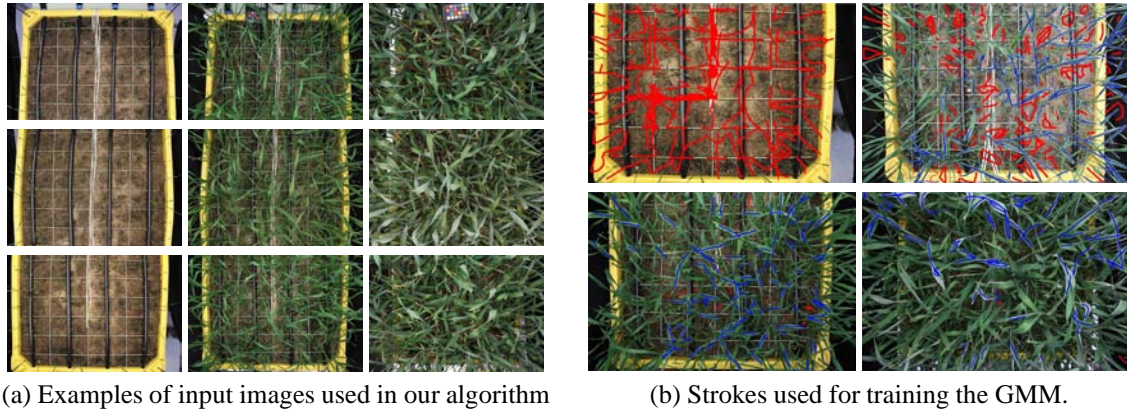 (a) Examples of input images used in our algorithm
(b) Strokes used for training the GMM.